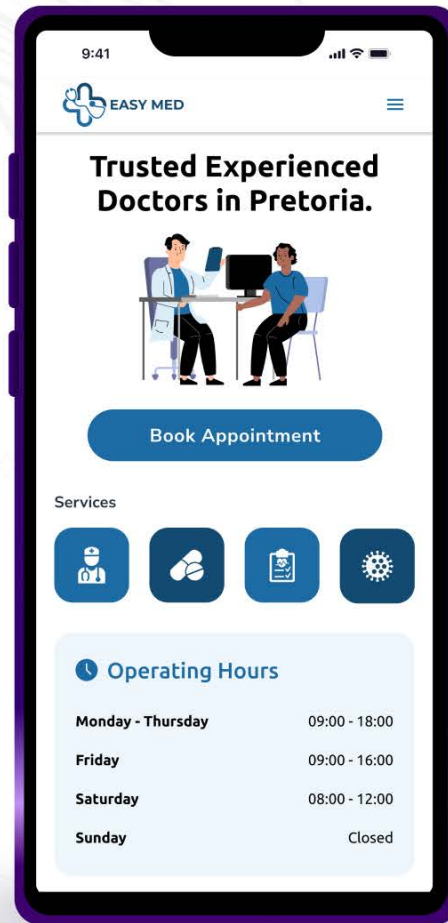 9:41
EASY MED
Trusted Experienced
Doctors in Pretoria.
Book Appointment
Services
Operating Hours
Monday - Thursday 09:00 - 18:00
Friday 09:00 - 16:00
Saturday 08:00 - 12:00
Sunday Closed